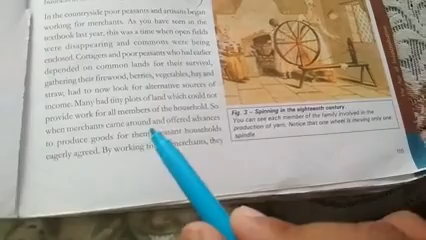 In the countryside poor peasants and artisans began
working for merchants. As you have seen in the
textbook last year, this was a time when open fields
were disappearing and commons were being
enclosed. Cottagers and poor peasants who had earlier
depended on common lands for their survival,
gathering their firewood, berries, vegetables, hay and
straw, had to now look for alternative sources of
income. Many had tiny plots of land which could not
provide work for all members of the household. So
when merchants came around and offered advances
to produce goods for them, peasant households
eagerly agreed. By working for merchants, they
Fig. 3 – Spinning in the eighteenth century.
You can see each member of the family involved in the
production of yarn. Notice that one wheel is moving only one
spindle.